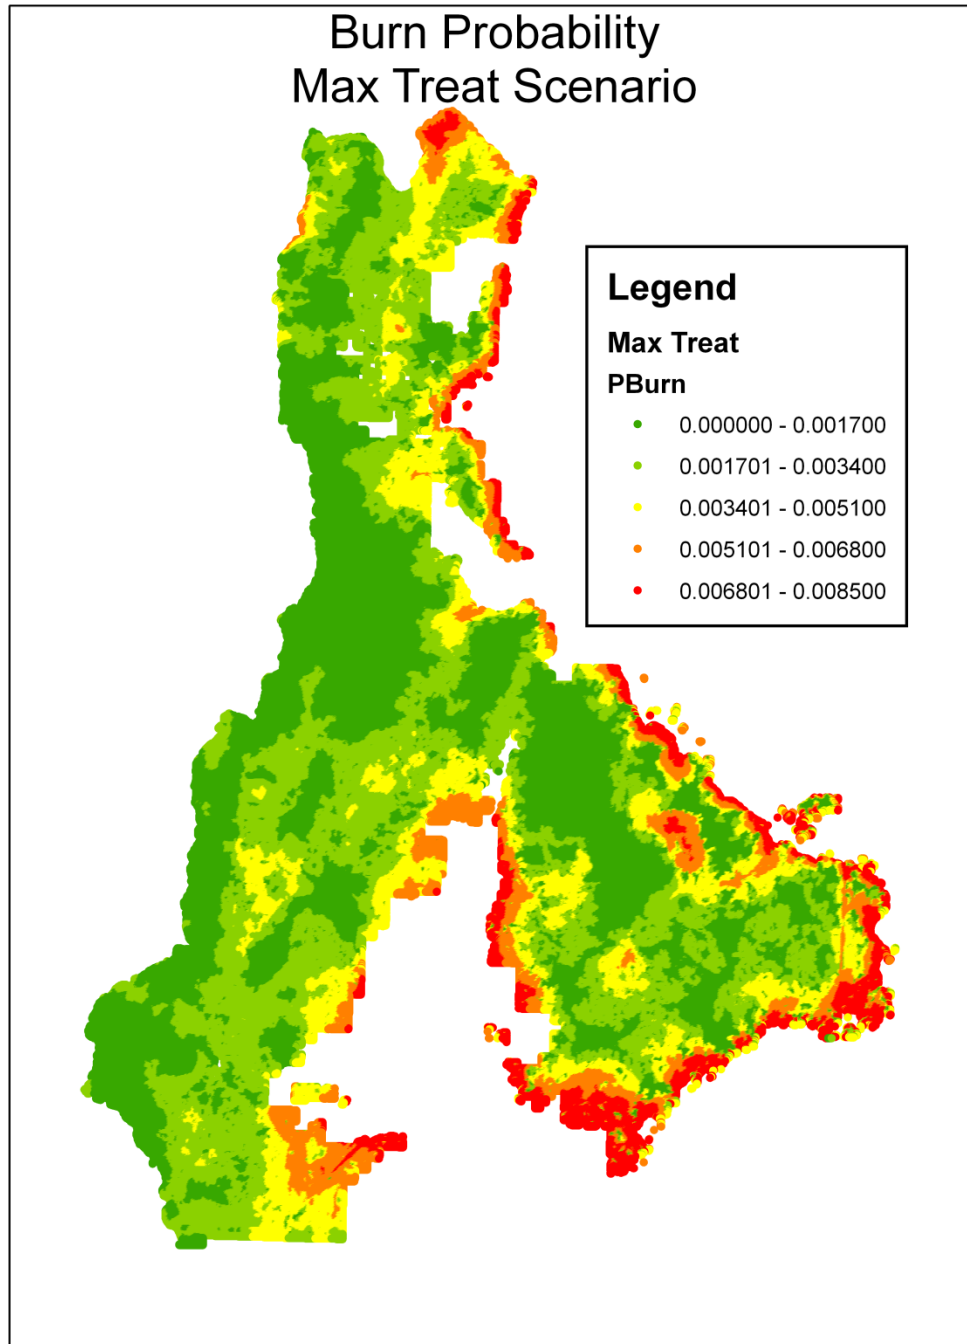 Burn Probability
Max Treat Scenario
Legend
Max Treat
PBurn
0.000000 - 0.001700
0.001701 - 0.003400
0.003401 - 0.005100
0.005101 - 0.006800
0.006801 - 0.008500